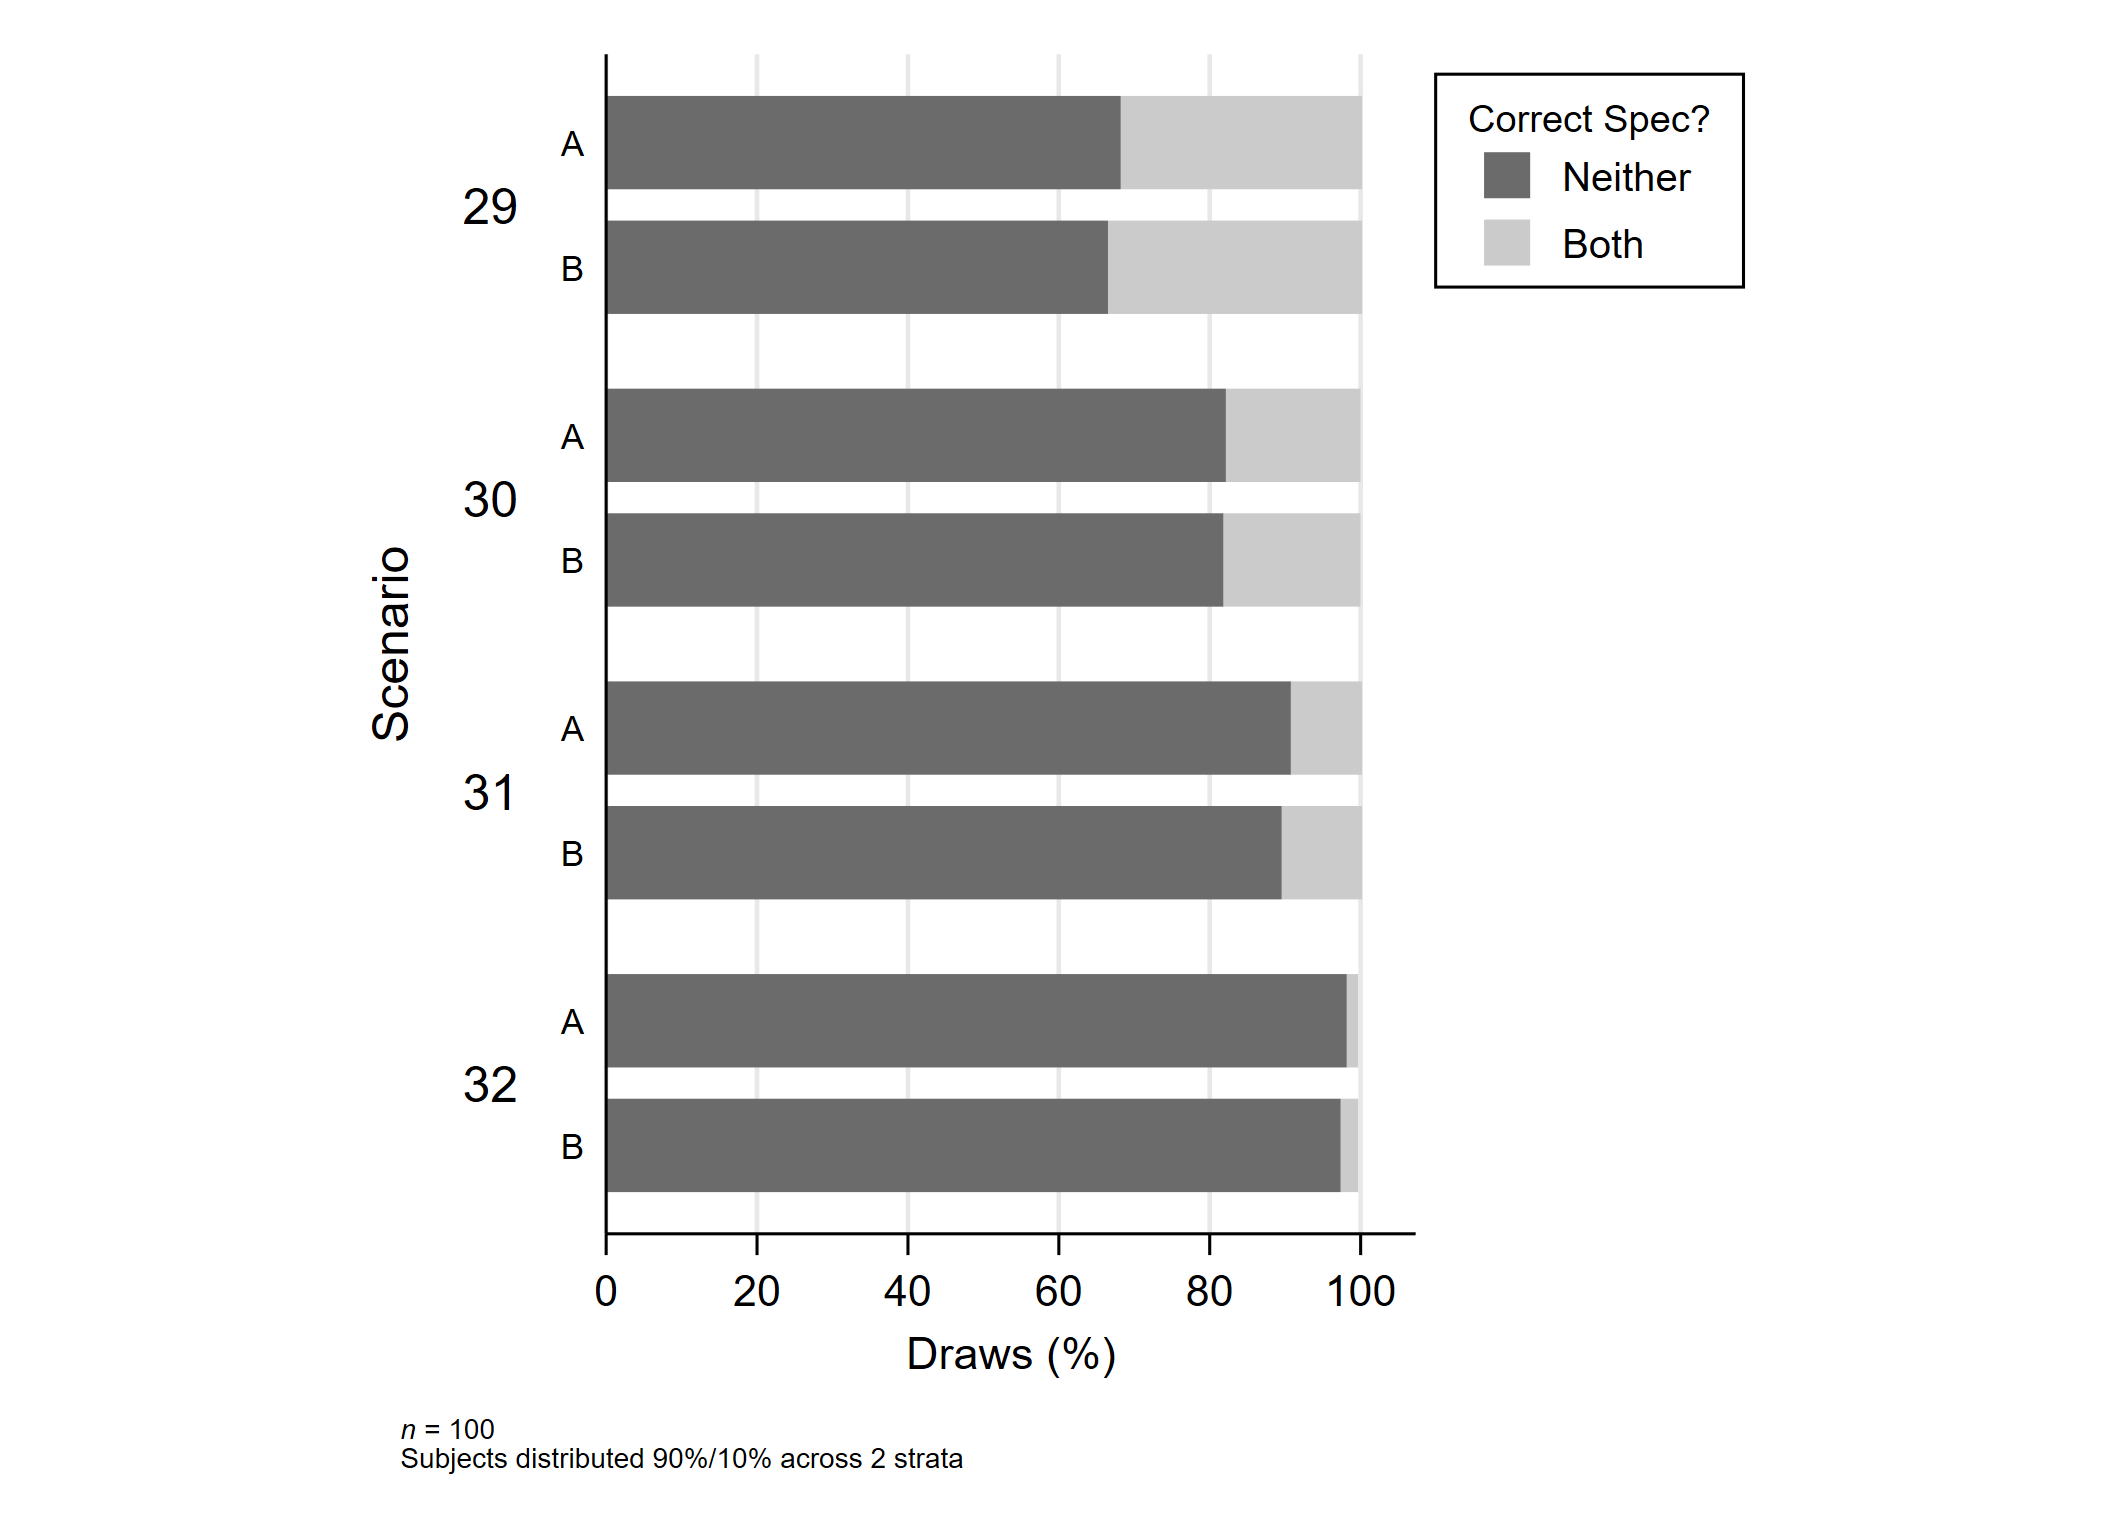 Correct Spec?
Neither
Both
Scenario
29
A
B
30
A
B
31
A
B
32
A
B
0 20 40 60 80 100
Draws (%)
n = 100
Subjects distributed 90%/10% across 2 strata